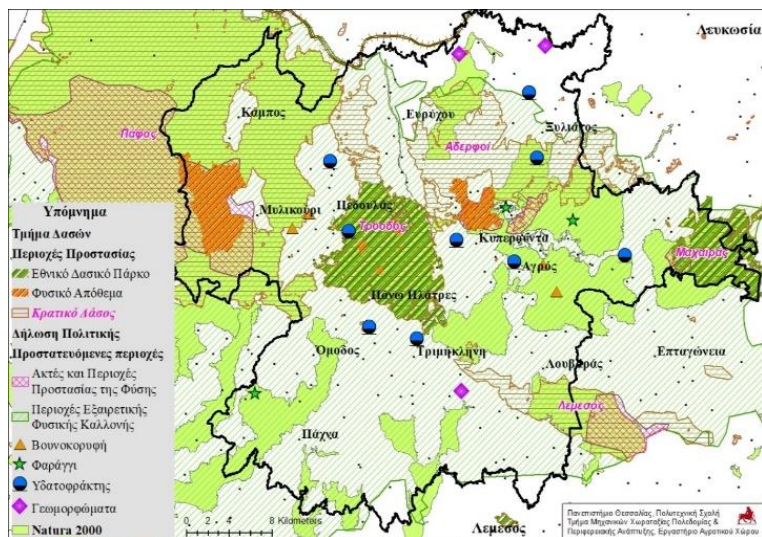 Λευκωσία
Κάμπος
Ευρύχου
Ξυλιάτος
Πάφος
Αδερφοί
Πεδουλάς
Μυλικούρι
Τρόοδος
Κυπερούντα
Μαχαιράς
Αγρός
Πάνω Πλάτρες
Όμοδος
Τριμήκληνη
Λουβαράς
Επταγώνεια
Λεμεσός
Πάχνα
Λεμεσός
Υπόμνημα
Τμήμα Δασών
Περιοχές Προστασίας
Εθνικό Δασικό Πάρκο
Φυσικό Απόθεμα
Κρατικό Δάσος
Δήλωση Πολιτικής
Προστατευόμενες περιοχές
Ακτές και Περιοχές
Προστασίας της Φύσης
Περιοχές Εξαιρετικής
Φυσικής Καλλονής
Βουνοκορυφή
Φαράγγι
Υδατοφράκτης
Γεωμορφώματα
Natura 2000
0 2 4 8 Kilometers
Πανεπιστήμιο Θεσσαλίας, Πολυτεχνική Σχολή
Τμήμα Μηχανικών Χωροταξίας Πολεοδομίας &
Περιφερειακής Ανάπτυξης, Εργαστήριο Αγροτικού Χώρου